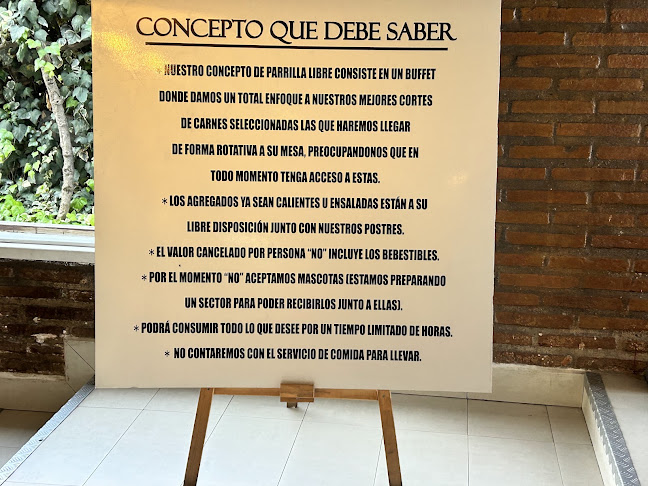 CONCEPTO QUE DEBE SABER
* NUESTRO CONCEPTO DE PARRILLA LIBRE CONSISTE EN UN BUFFET
DONDE DAMOS UN TOTAL ENFOQUE A NUESTROS MEJORES CORTES
DE CARNES SELECCIONADAS LAS QUE HAREMOS LLEGAR
DE FORMA ROTATIVA A SU MESA, PREOCUPANDONOS QUE EN
TODO MOMENTO TENGA ACCESO A ESTAS.
* LOS AGREGADOS YA SEAN CALIENTES U ENSALADAS ESTÁN A SU
LIBRE DISPOSICIÓN JUNTO CON NUESTROS POSTRES.
* EL VALOR CANCELADO POR PERSONA "NO" INCLUYE LOS BEBESTIBLES.
* POR EL MOMENTO "NO" ACEPTAMOS MASCOTAS (ESTAMOS PREPARANDO
UN SECTOR PARA PODER RECIBIRLOS JUNTO A ELLAS).
* PODRÁ CONSUMIR TODO LO QUE DESEE POR UN TIEMPO LIMITADO DE HORAS.
* NO CONTAREMOS CON EL SERVICIO DE COMIDA PARA LLEVAR.